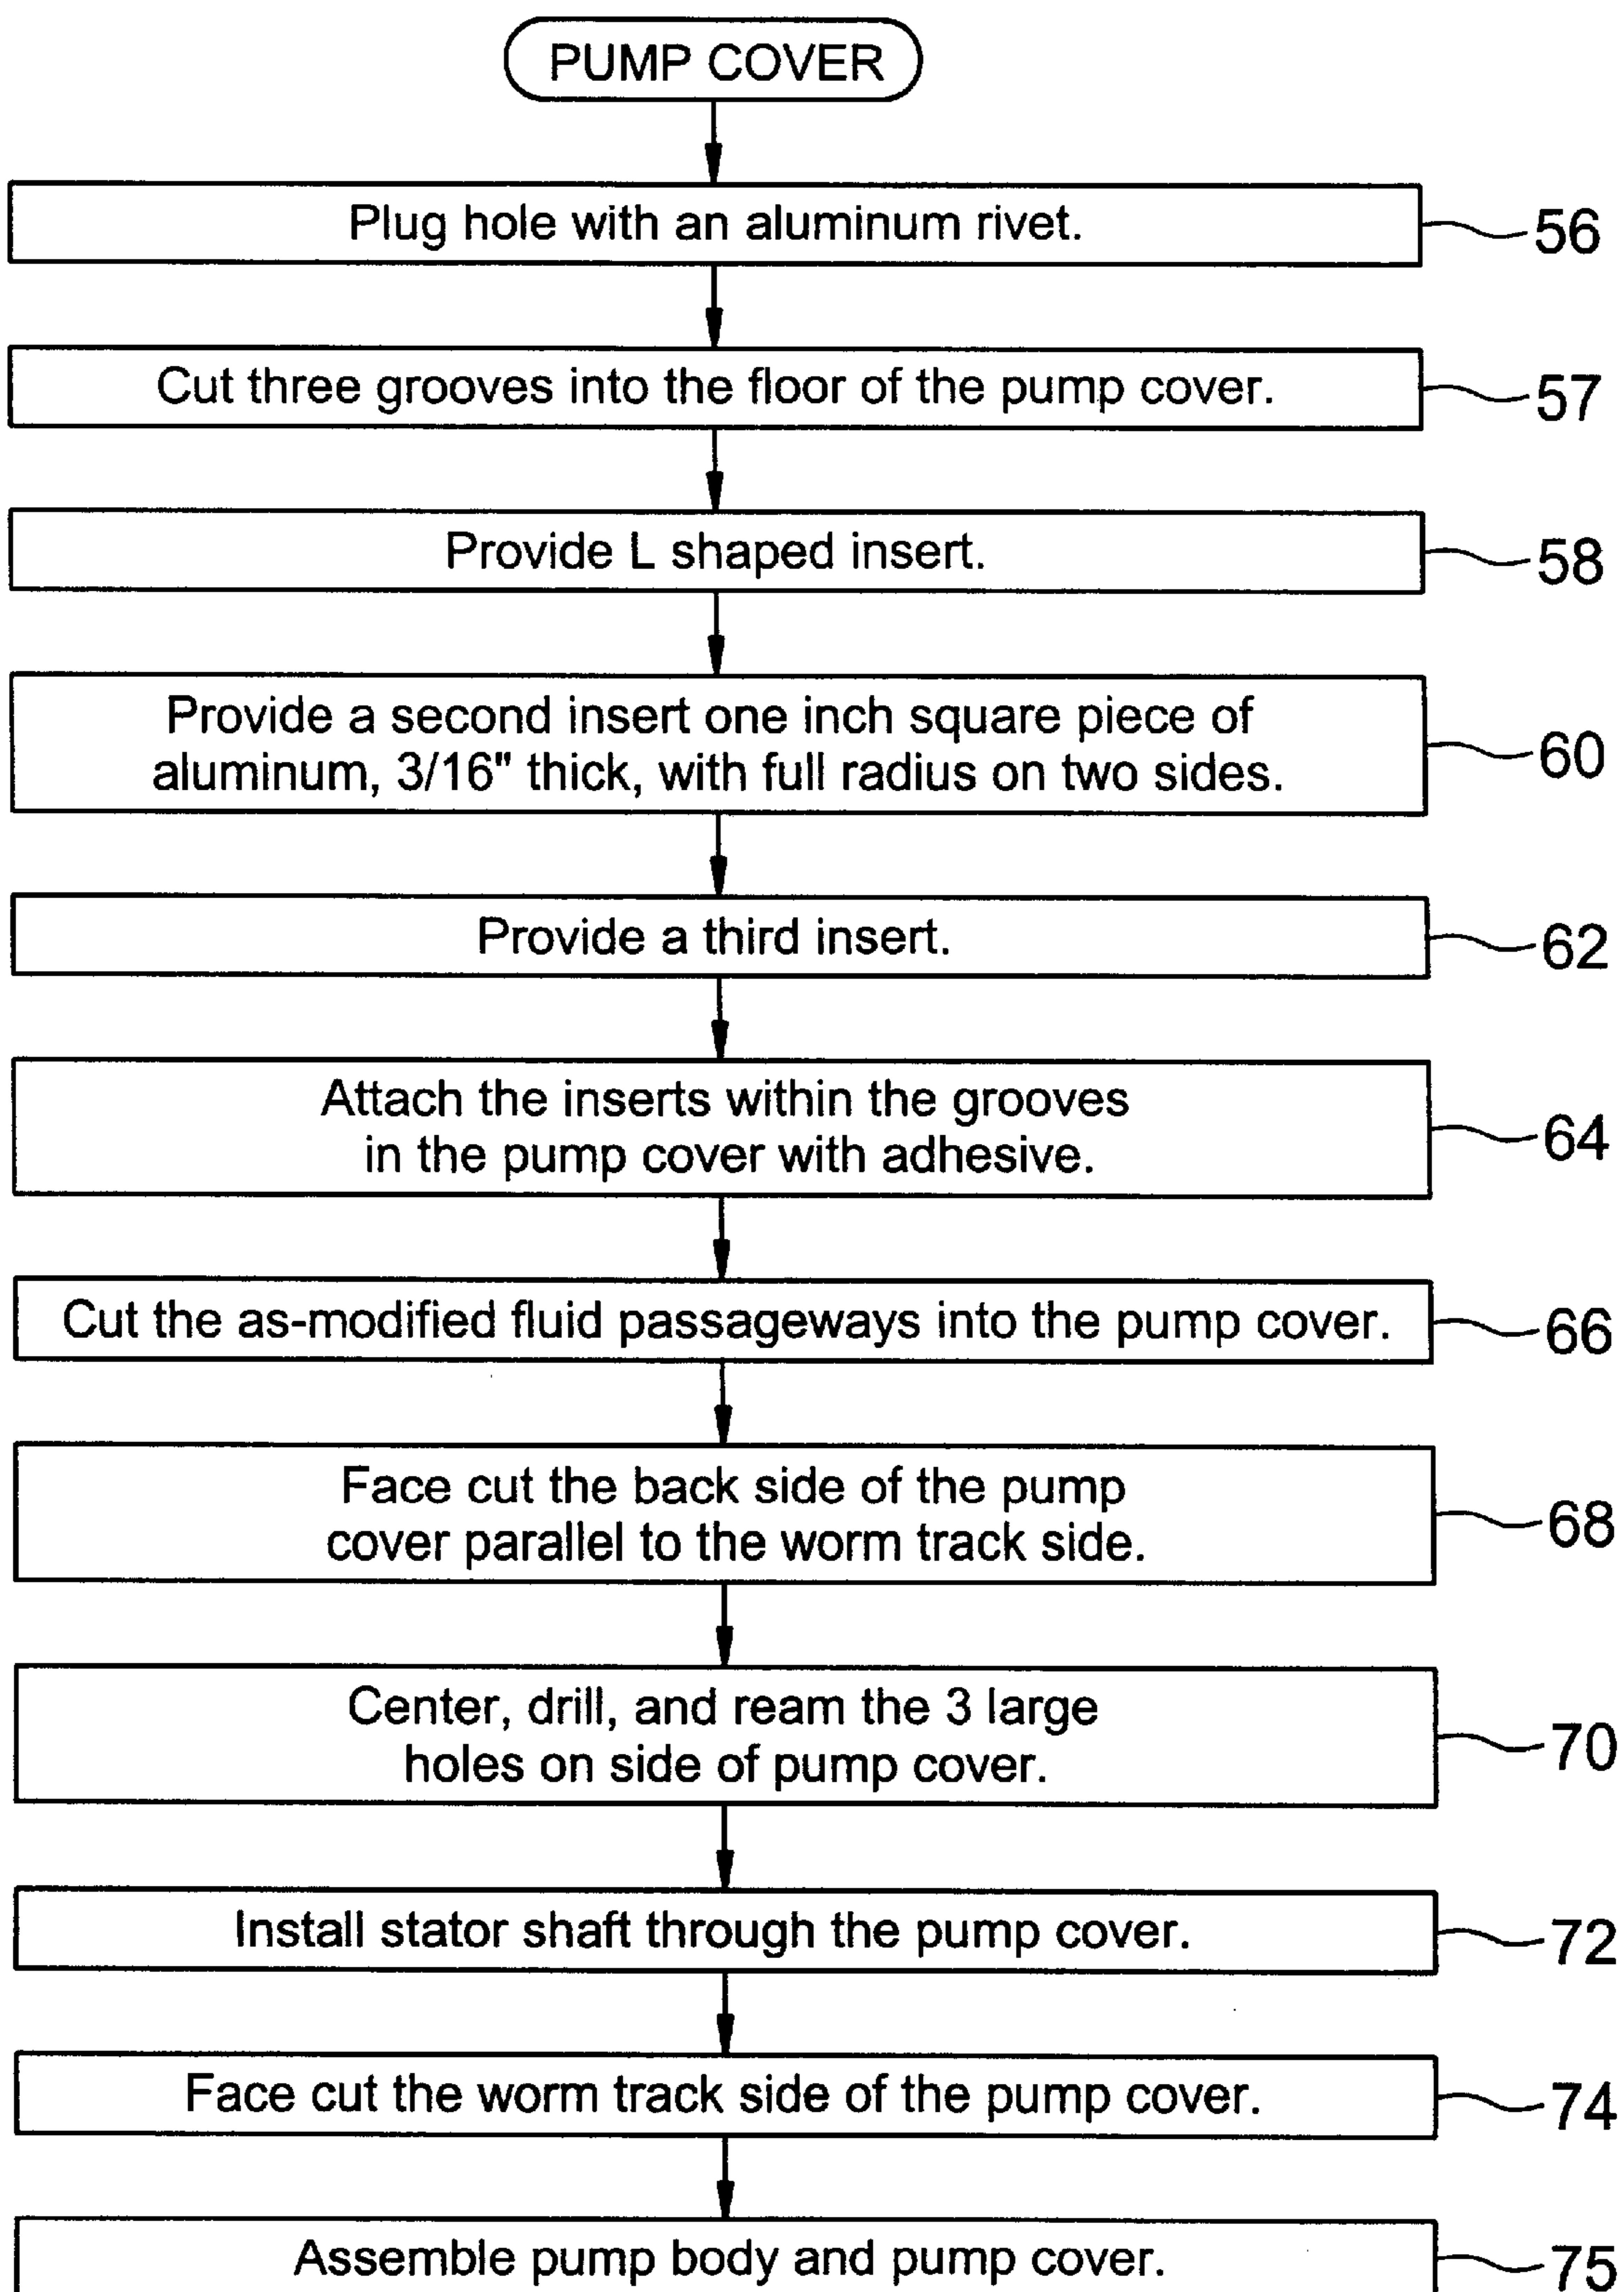 PUMP COVER
Plug hole with an aluminum rivet.
56
Cut three grooves into the floor of the pump cover.
57
Provide L shaped insert.
58
Provide a second insert one inch square piece of
aluminum, 3/16" thick, with full radius on two sides.
60
Provide a third insert.
62
Attach the inserts within the grooves
in the pump cover with adhesive.
64
Cut the as-modified fluid passageways into the pump cover.
66
Face cut the back side of the pump
cover parallel to the worm track side.
68
Center, drill, and ream the 3 large
holes on side of pump cover.
70
Install stator shaft through the pump cover.
72
Face cut the worm track side of the pump cover.
74
Assemble pump body and pump cover.
75